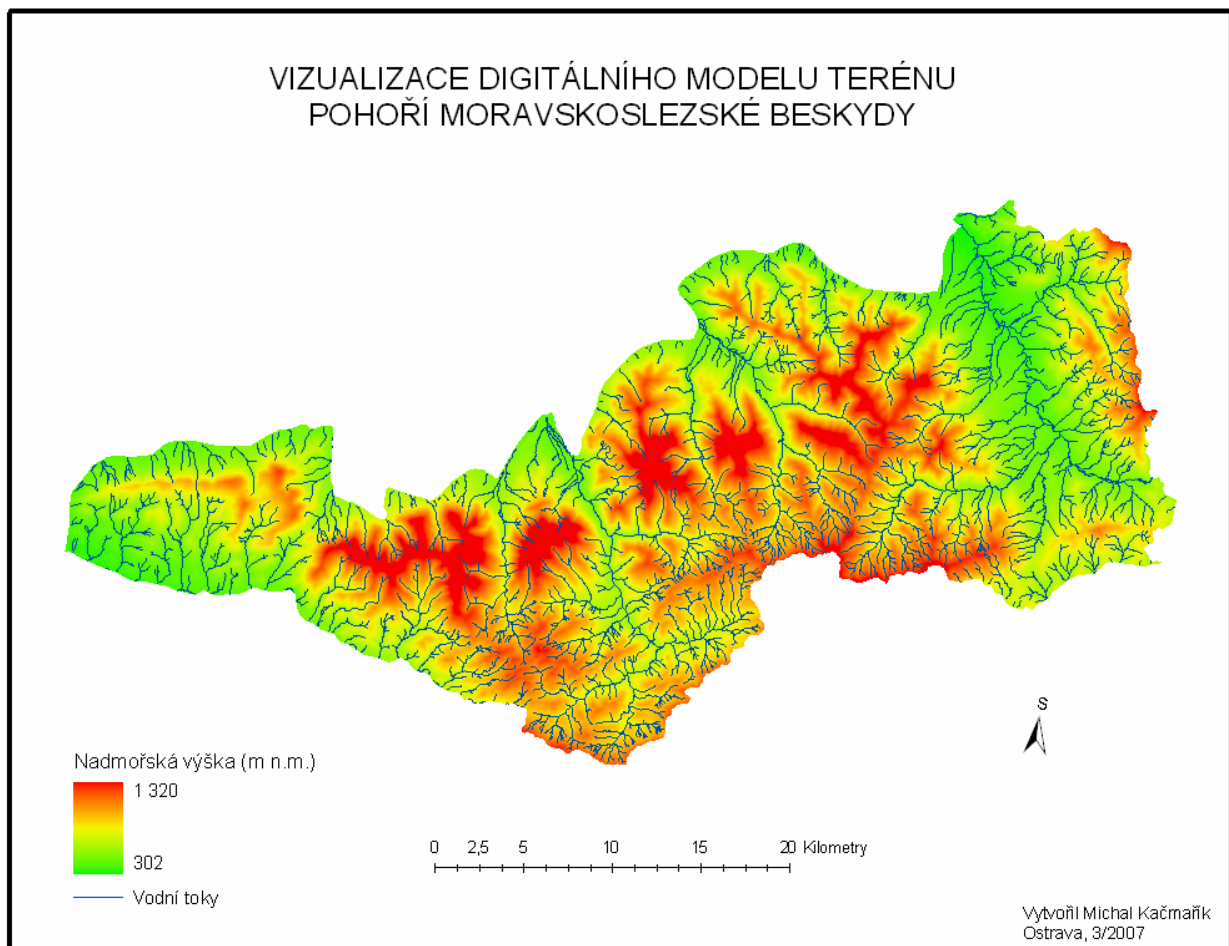 VIZUALIZACE DIGITÁLNÍHO MODELU TERÉNU
POHOŘÍ MORAVSKOSLEZSKÉ BESKYDY
S
Nadmořská výška (m n.m.)
1 320
302
Vodní toky
0 2,5 5 10 15 20 Kilometry
Vytvořil Michal Kačmařík
Ostrava, 3/2007